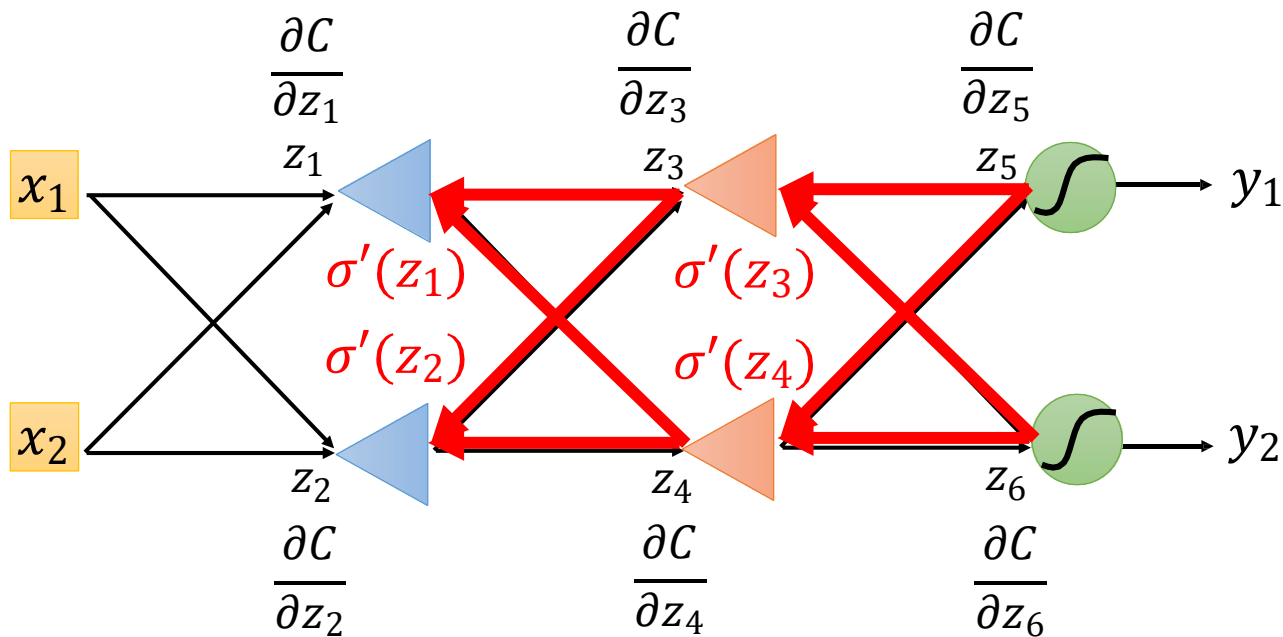 ∂C/∂z₁ ∂C/∂z₃ ∂C/∂z₅
x₁ z₁ z₃ z₅ y₁
σ′(z₁) σ′(z₃)
σ′(z₂) σ′(z₄)
x₂ z₂ z₄ z₆ y₂
∂C/∂z₂ ∂C/∂z₄ ∂C/∂z₆